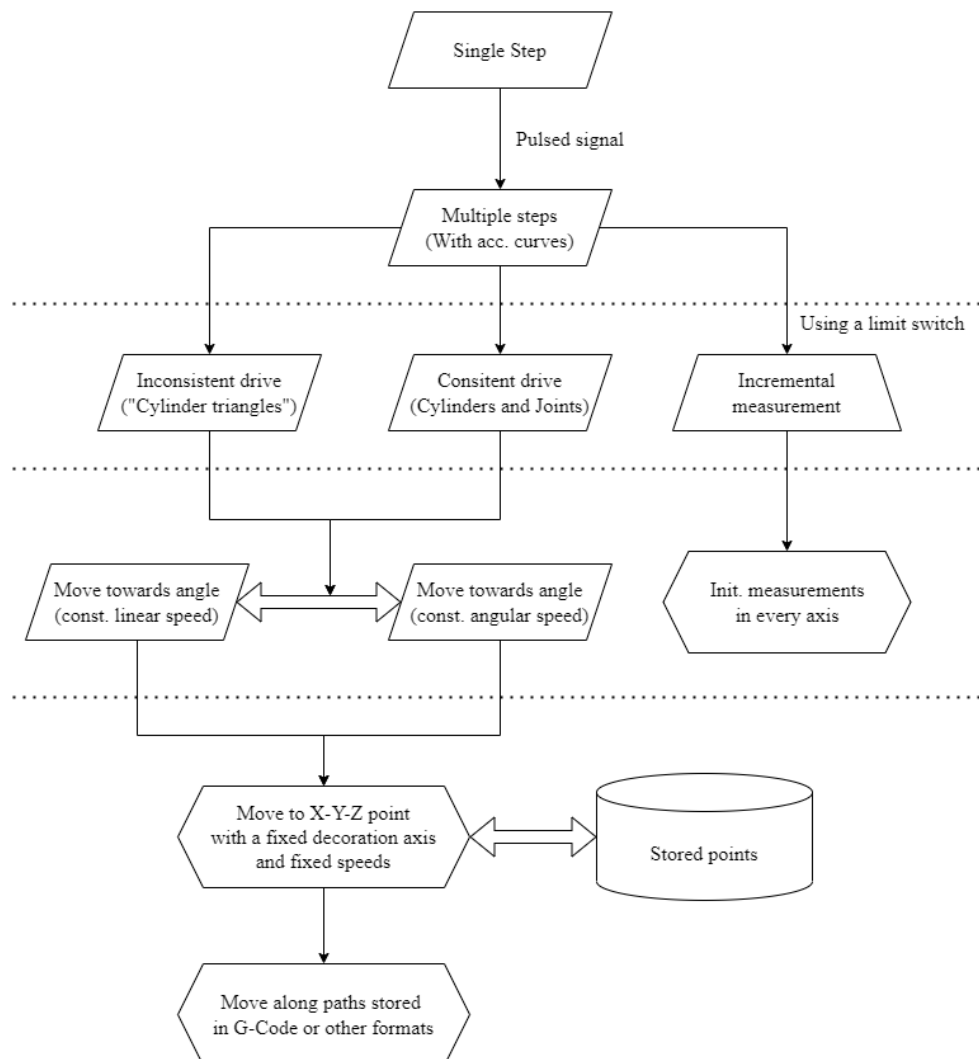 Single Step
Pulsed signal
Multiple steps
(With acc. curves)
Using a limit switch
Inconsistent drive
("Cylinder triangles")
Consitent drive
(Cylinders and Joints)
Incremental
measurement
Move towards angle
(const. linear speed)
Move towards angle
(const. angular speed)
Init. measurements
in every axis
Move to X-Y-Z point
with a fixed decoration axis
and fixed speeds
Stored points
Move along paths stored
in G-Code or other formats